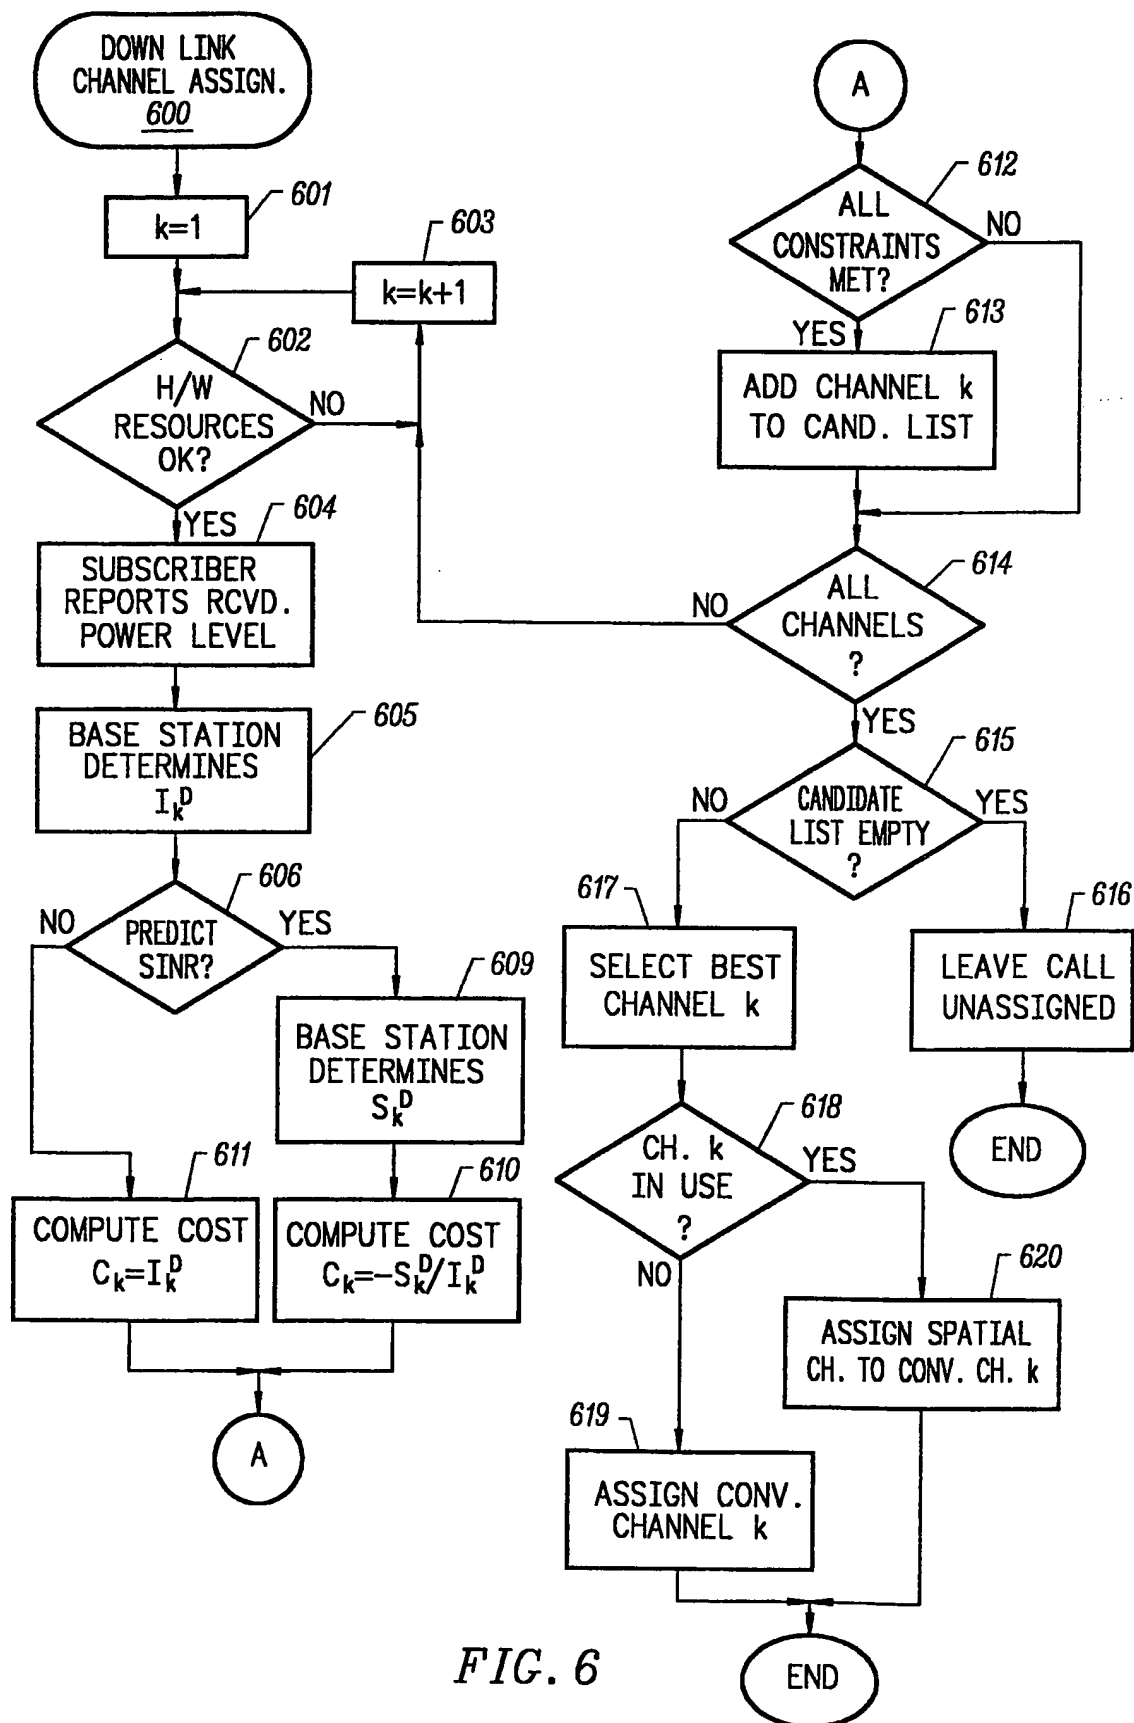 DOWN LINK
CHANNEL ASSIGN.
600
601
k=1
603
k=k+1
602
H/W
RESOURCES
OK?
NO
YES
604
SUBSCRIBER
REPORTS RCVD.
POWER LEVEL
605
BASE STATION
DETERMINES
I_k^D
606
NO
PREDICT
SINR?
YES
609
BASE STATION
DETERMINES
S_k^D
611
COMPUTE COST
C_k=I_k^D
610
COMPUTE COST
C_k=-S_k^D/I_k^D
A
A
612
ALL
CONSTRAINTS
MET?
NO
YES
613
ADD CHANNEL k
TO CAND. LIST
614
NO
ALL
CHANNELS
?
YES
615
NO
CANDIDATE
LIST EMPTY
?
YES
617
SELECT BEST
CHANNEL k
616
LEAVE CALL
UNASSIGNED
END
618
CH. k
IN USE
?
YES
NO
620
ASSIGN SPATIAL
CH. TO CONV. CH. k
619
ASSIGN CONV.
CHANNEL k
END
FIG. 6